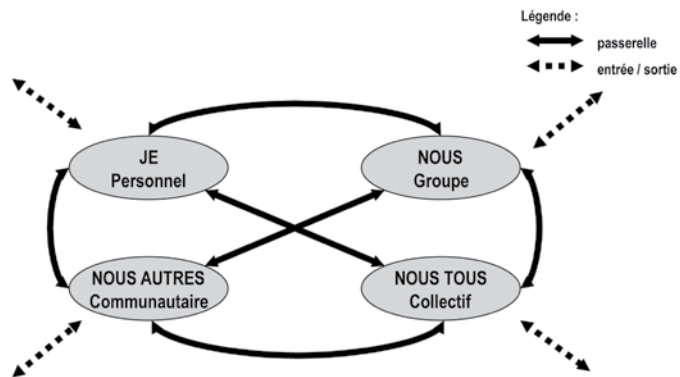 Légende :
passerelle
entrée / sortie
JE
Personnel
NOUS
Groupe
NOUS AUTRES
Communautaire
NOUS TOUS
Collectif